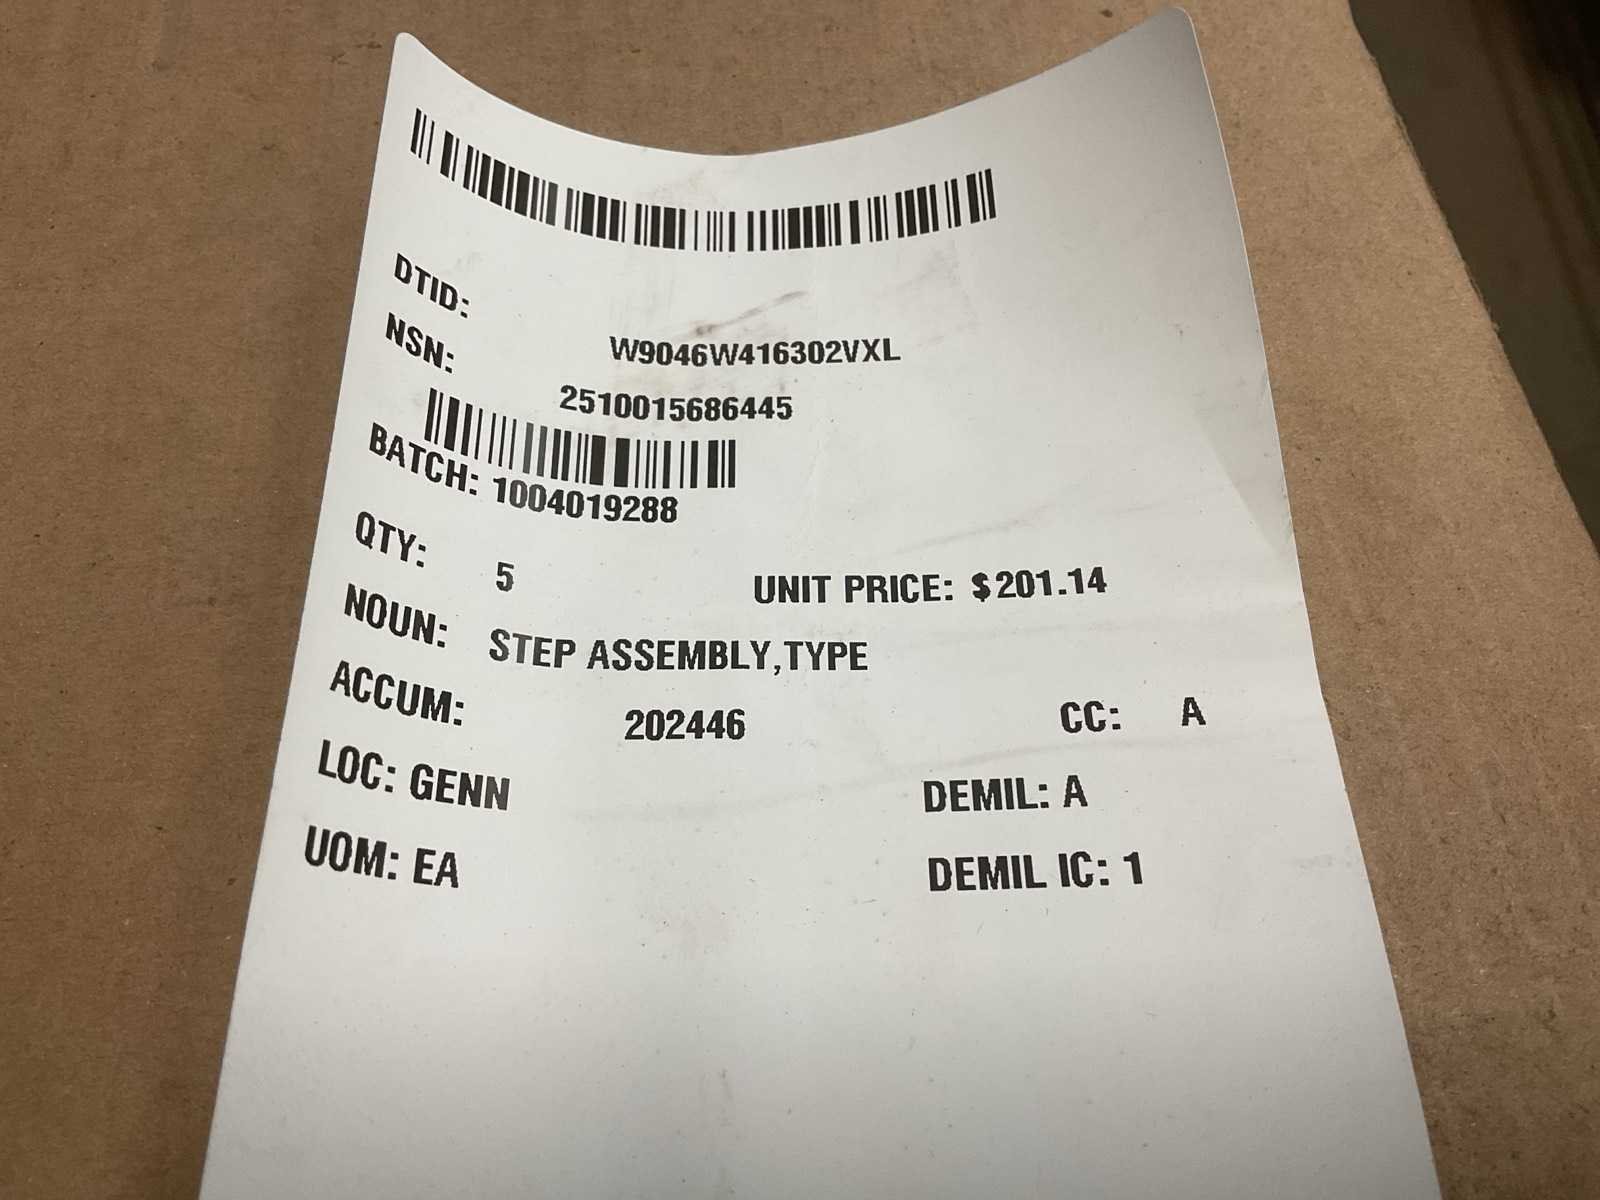 DTID:
W9046W416302VXL
NSN:
2510015686445
BATCH: 1004019288
QTY: 5 UNIT PRICE: $201.14
NOUN: STEP ASSEMBLY,TYPE
ACCUM: 202446 CC: A
LOC: GENN DEMIL: A
UOM: EA DEMIL IC: 1